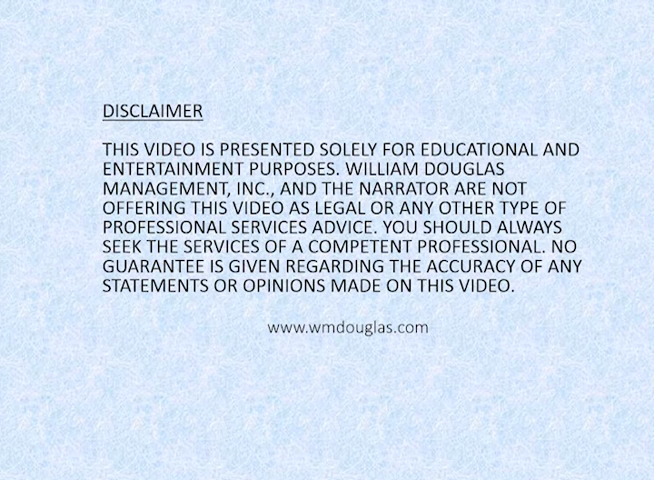 DISCLAIMER
THIS VIDEO IS PRESENTED SOLELY FOR EDUCATIONAL AND
ENTERTAINMENT PURPOSES. WILLIAM DOUGLAS
MANAGEMENT, INC., AND THE NARRATOR ARE NOT
OFFERING THIS VIDEO AS LEGAL OR ANY OTHER TYPE OF
PROFESSIONAL SERVICES ADVICE. YOU SHOULD ALWAYS
SEEK THE SERVICES OF A COMPETENT PROFESSIONAL. NO
GUARANTEE IS GIVEN REGARDING THE ACCURACY OF ANY
STATEMENTS OR OPINIONS MADE ON THIS VIDEO.
www.wmdouglas.com